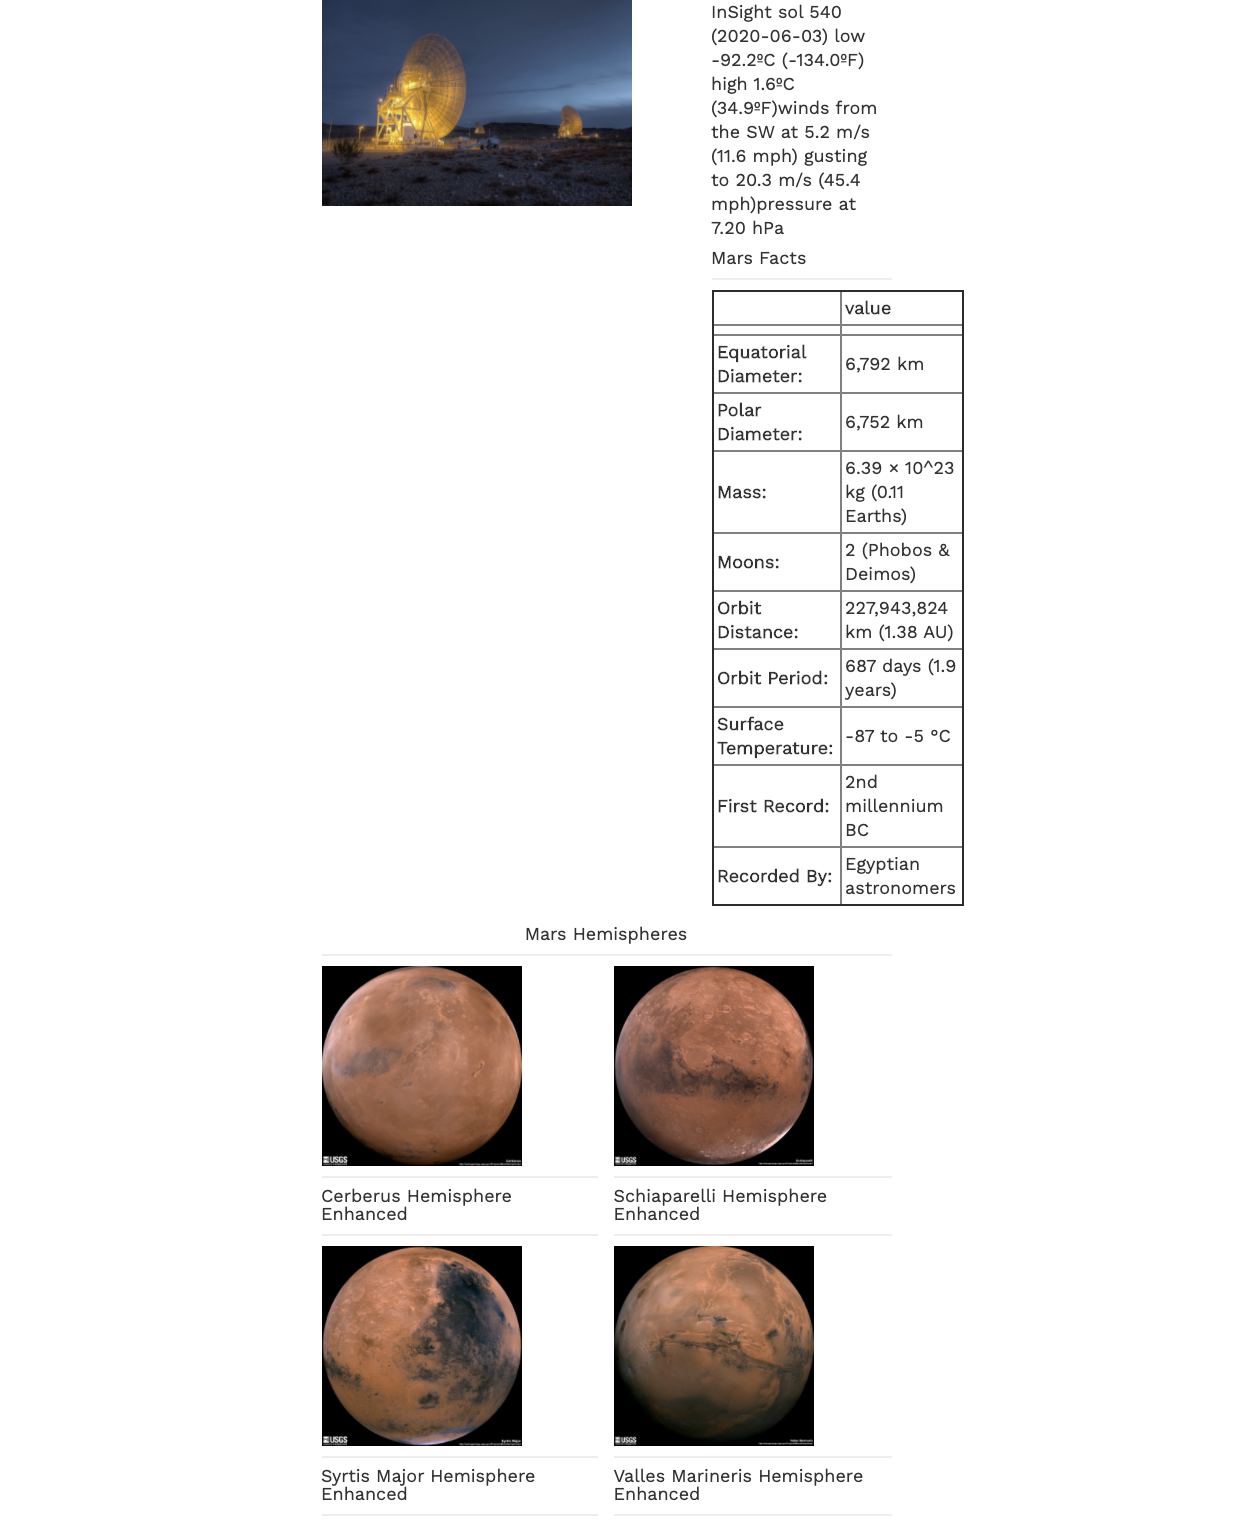 InSight sol 540
(2020-06-03) low
-92.2ºC (-134.0ºF)
high 1.6ºC
(34.9ºF)winds from
the SW at 5.2 m/s
(11.6 mph) gusting
to 20.3 m/s (45.4
mph)pressure at
7.20 hPa
Mars Facts
value
Equatorial
Diameter:
6,792 km
Polar
Diameter:
6,752 km
Mass:
6.39 × 10^23
kg (0.11
Earths)
Moons:
2 (Phobos &
Deimos)
Orbit
Distance:
227,943,824
km (1.38 AU)
Orbit Period:
687 days (1.9
years)
Surface
Temperature:
-87 to -5 °C
First Record:
2nd
millennium
BC
Recorded By:
Egyptian
astronomers
Mars Hemispheres
USGS
USGS
Cerberus Hemisphere
Enhanced
Schiaparelli Hemisphere
Enhanced
USGS
USGS
Syrtis Major Hemisphere
Enhanced
Valles Marineris Hemisphere
Enhanced